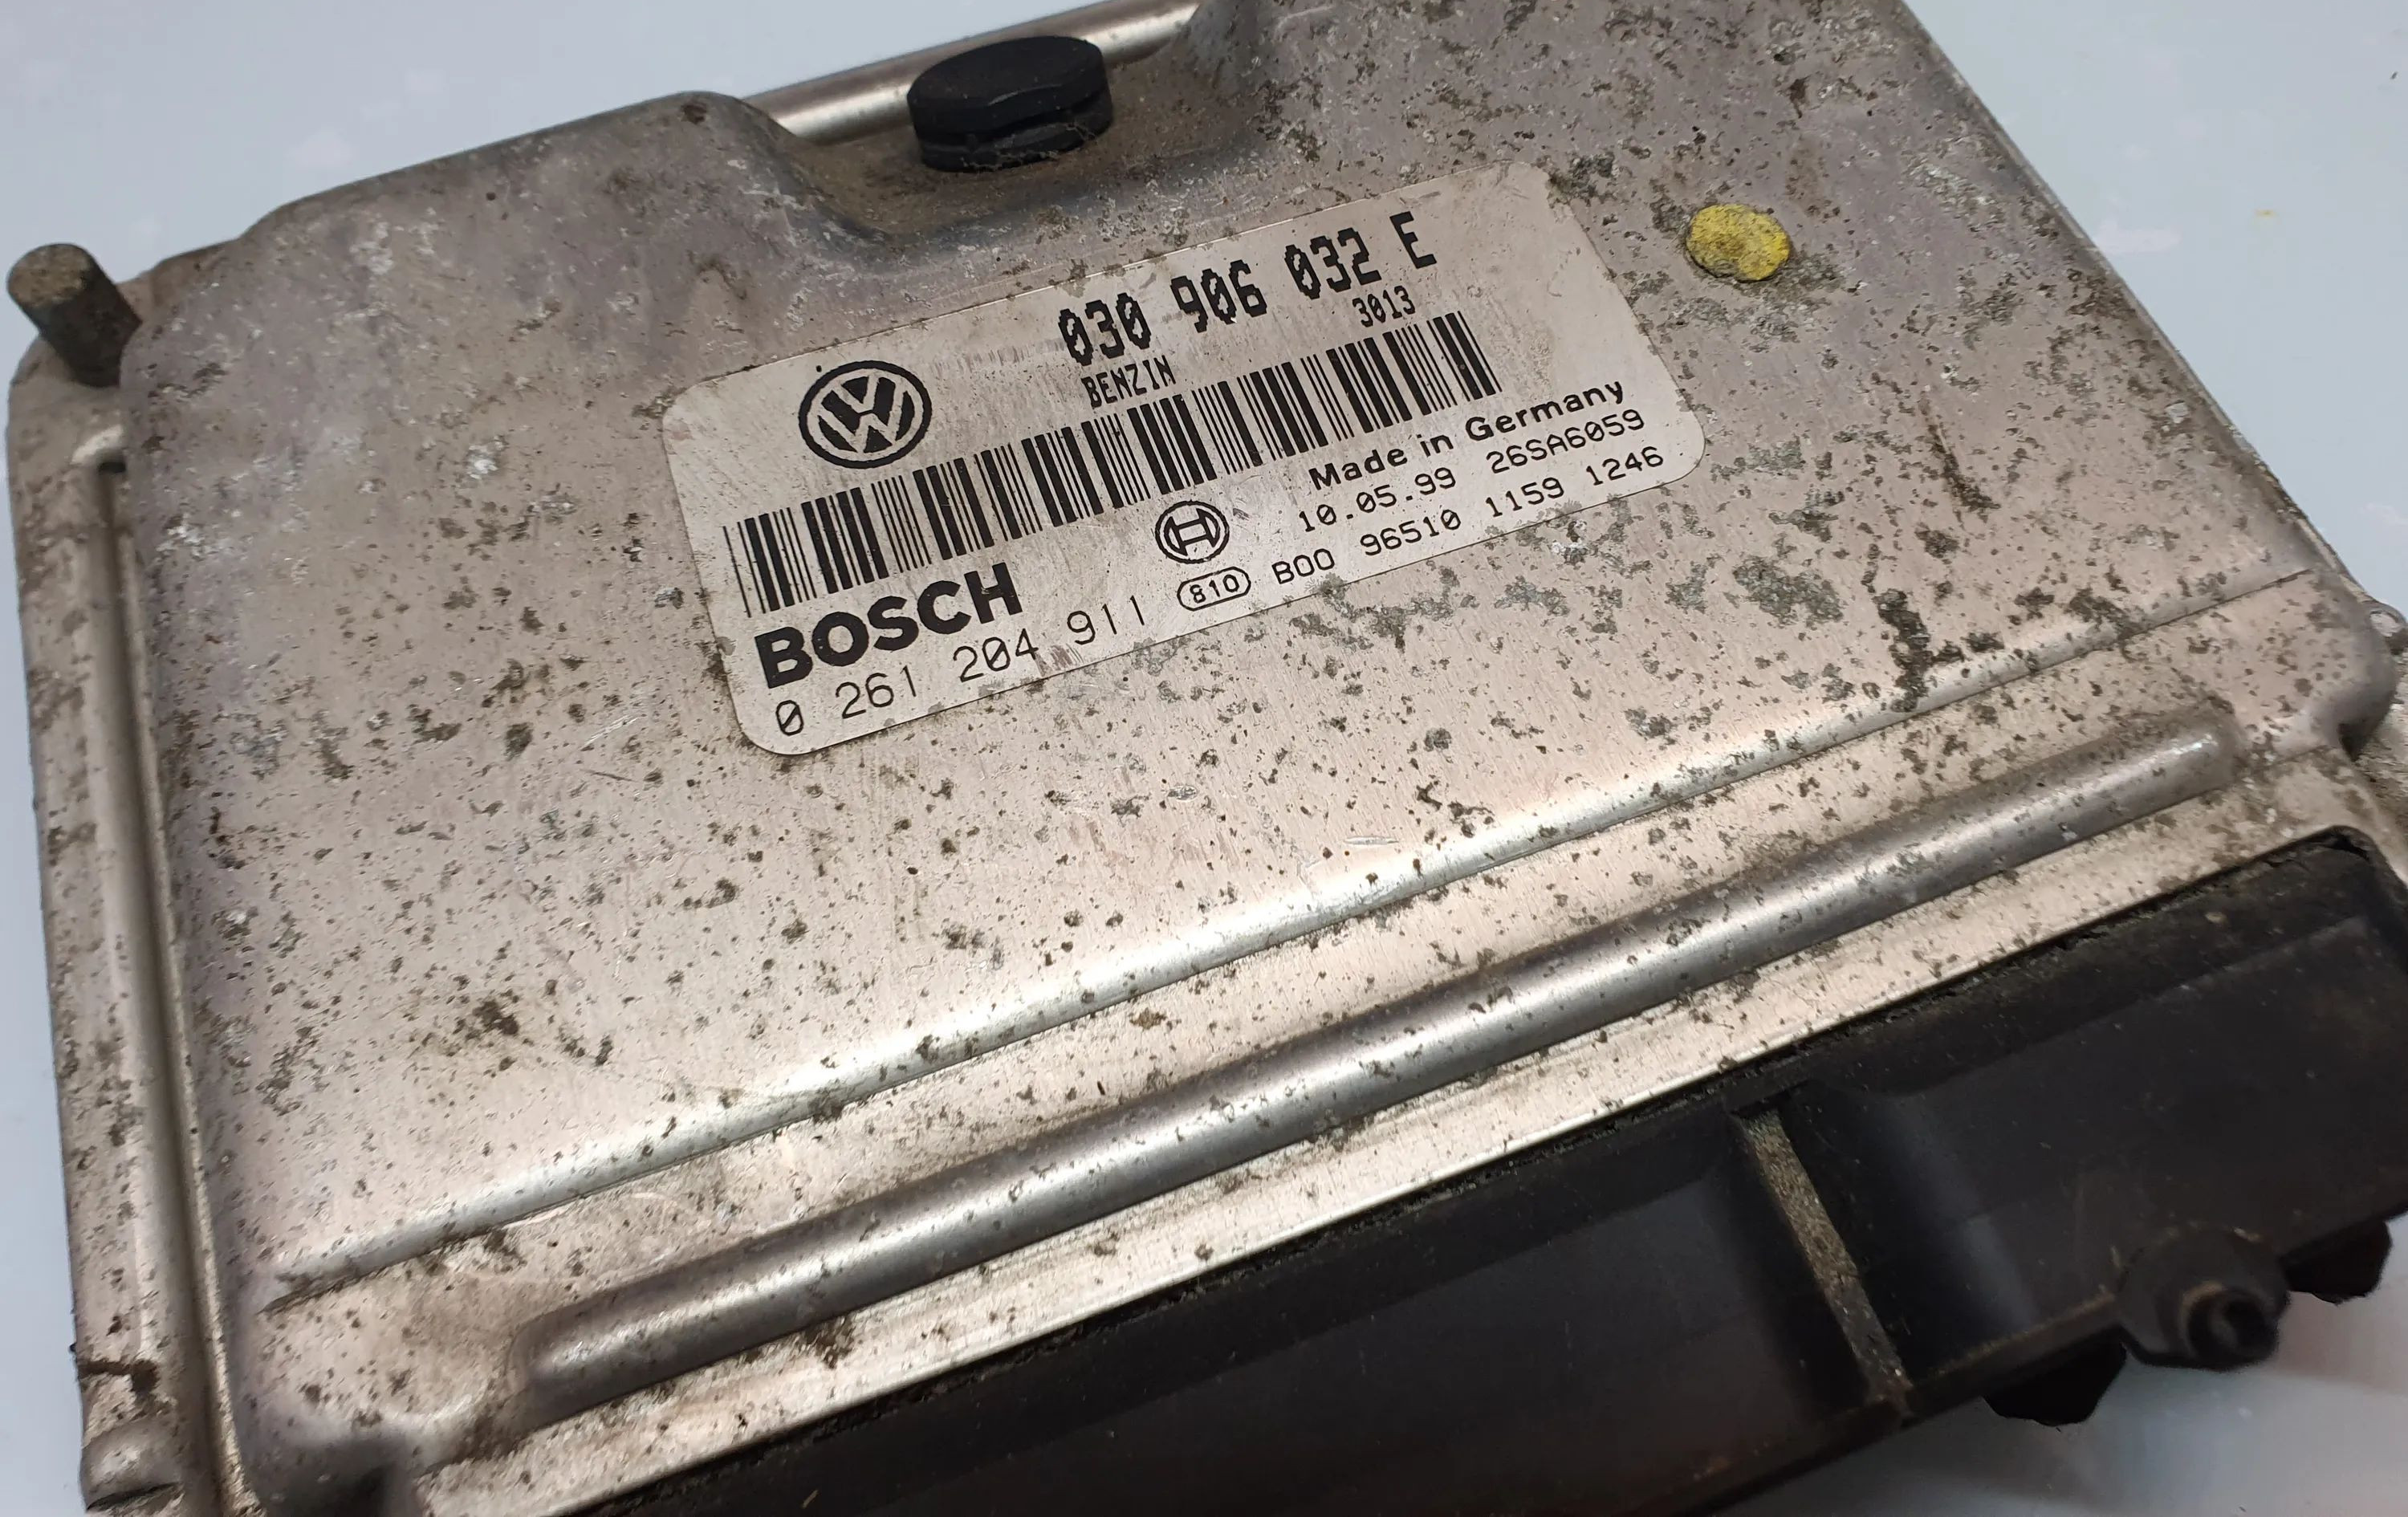 030 906 032 E
3013
BENZIN
Made in Germany
10.05.99 26SA6059
BOSCH
0 261 204 911
810 B00 96510 1159 1246